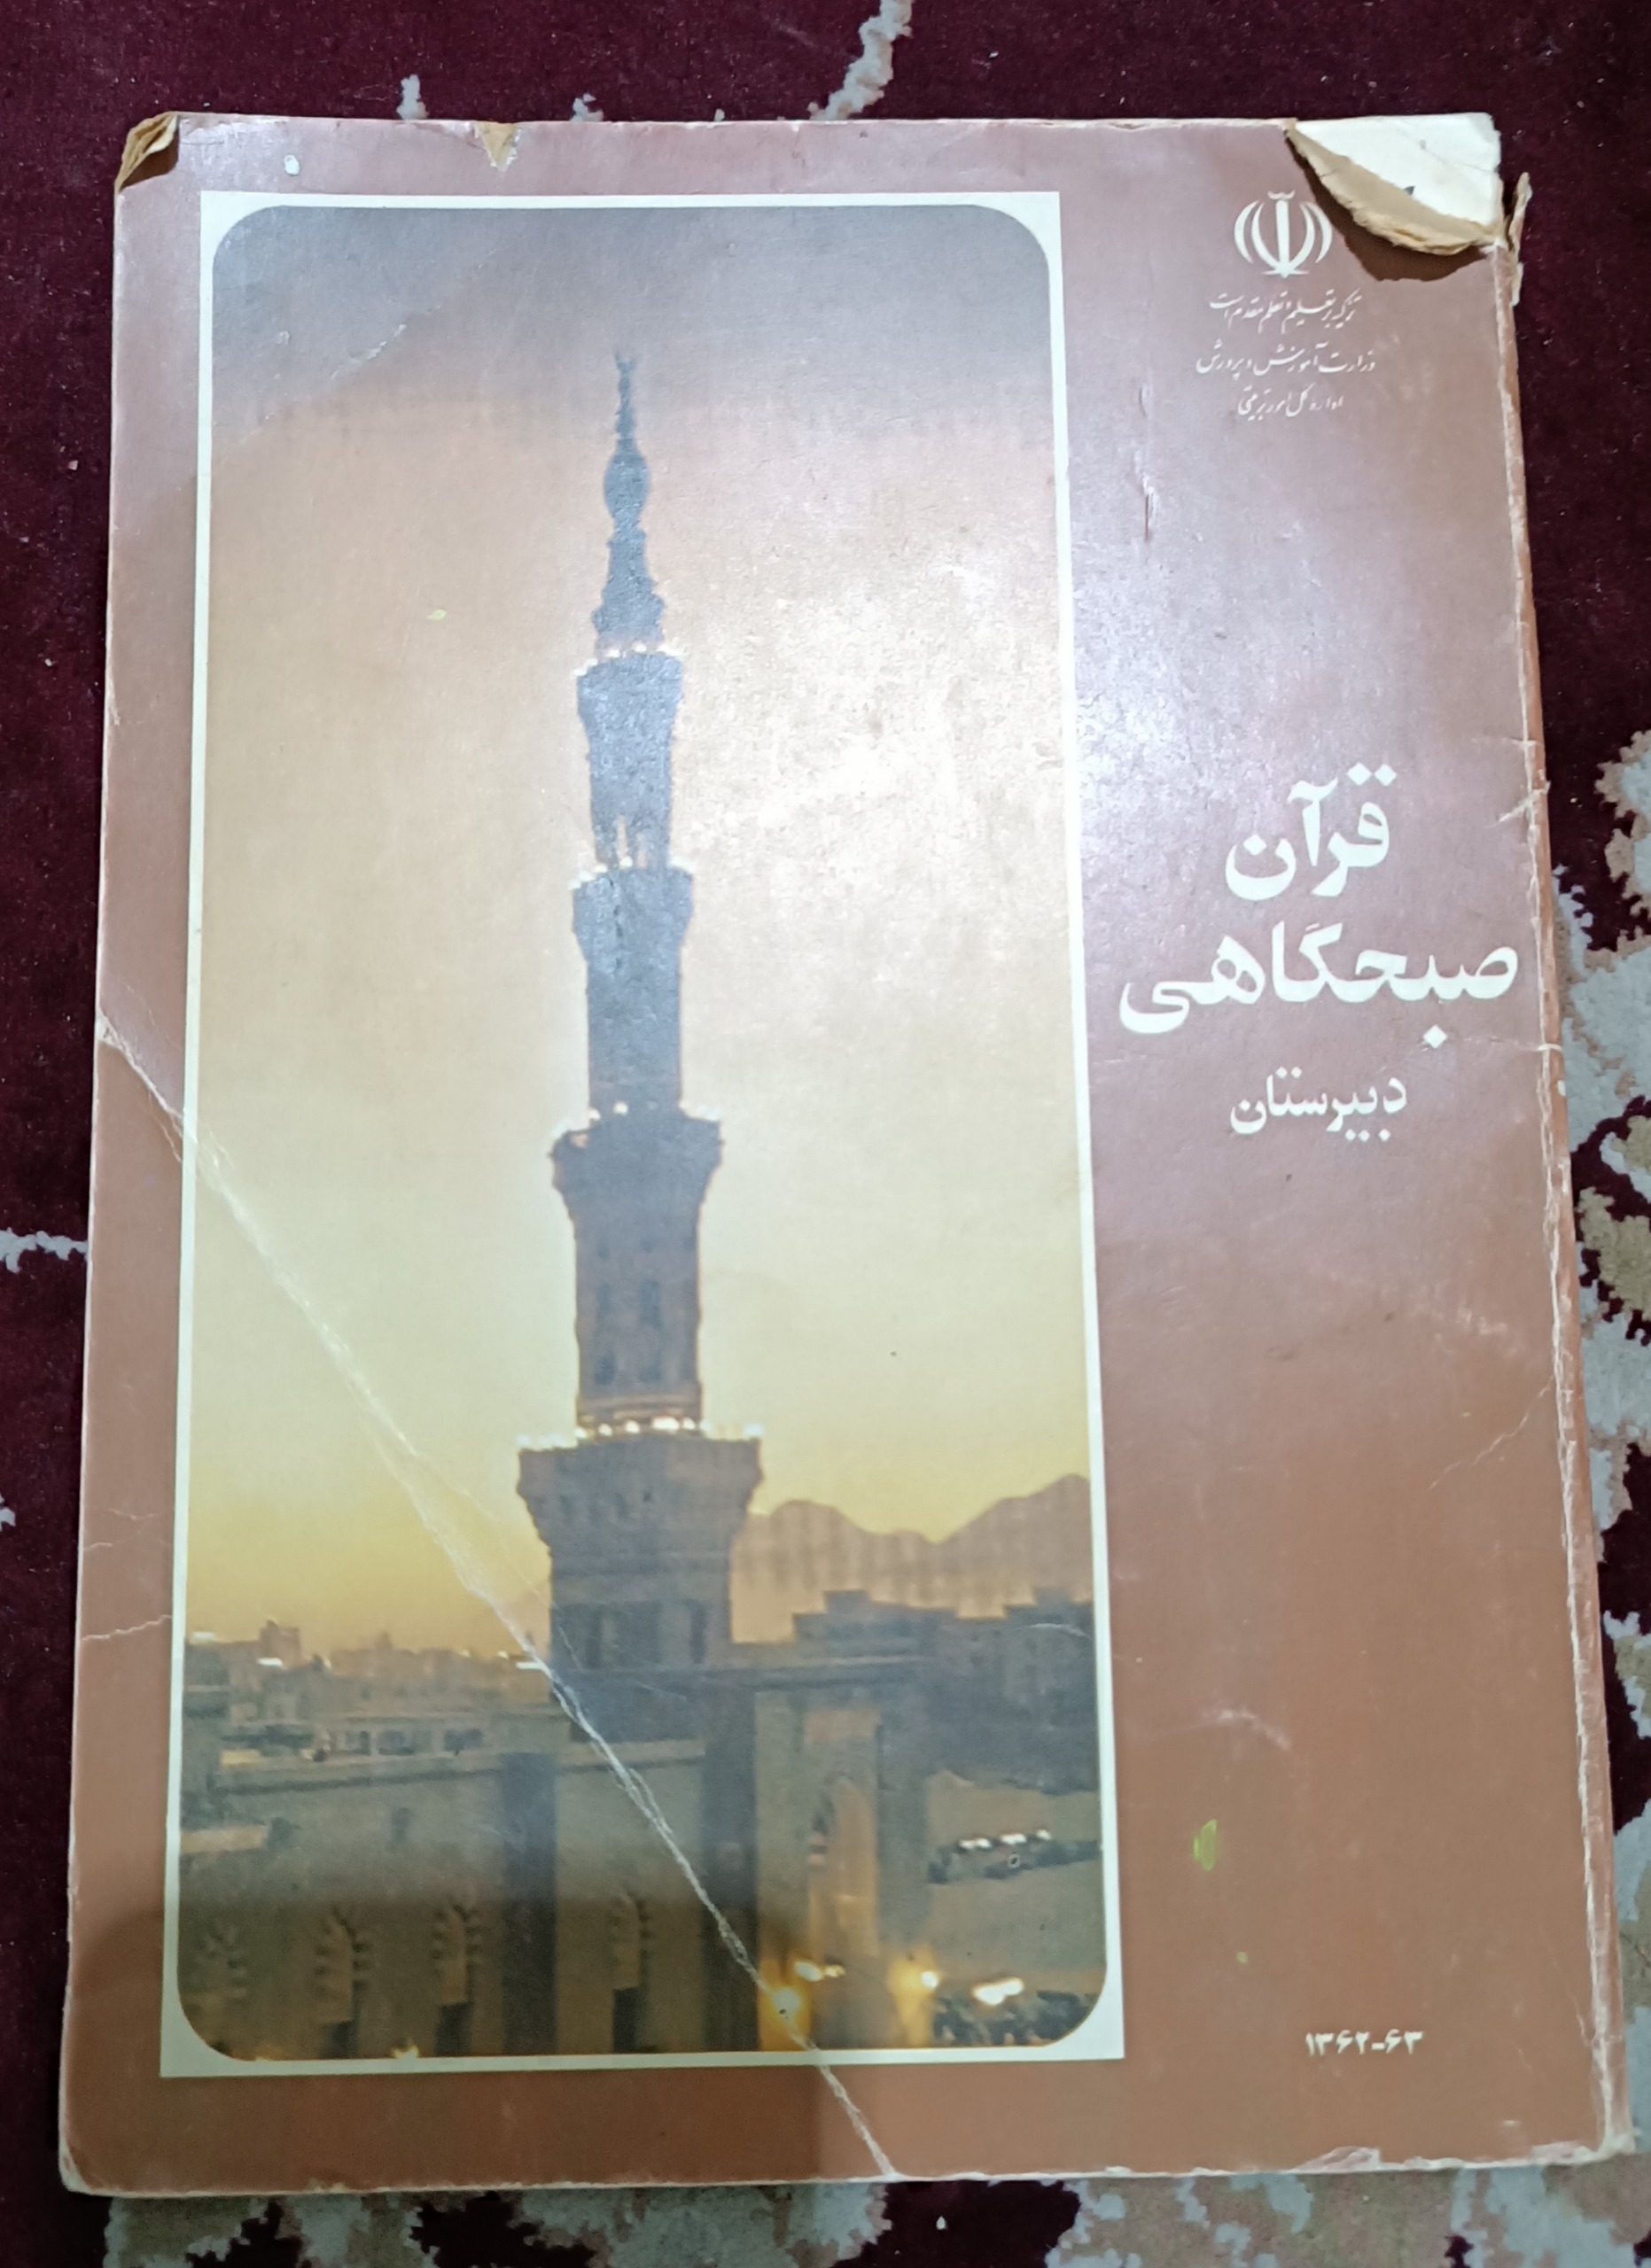 تزکیه بر تعلیم و تعلم مقدم است
وزارت آموزش و پرورش
اداره کل امور تربیتی
قرآن
صبحگاهی
دبیرستان
۱۳۶۲-۶۳